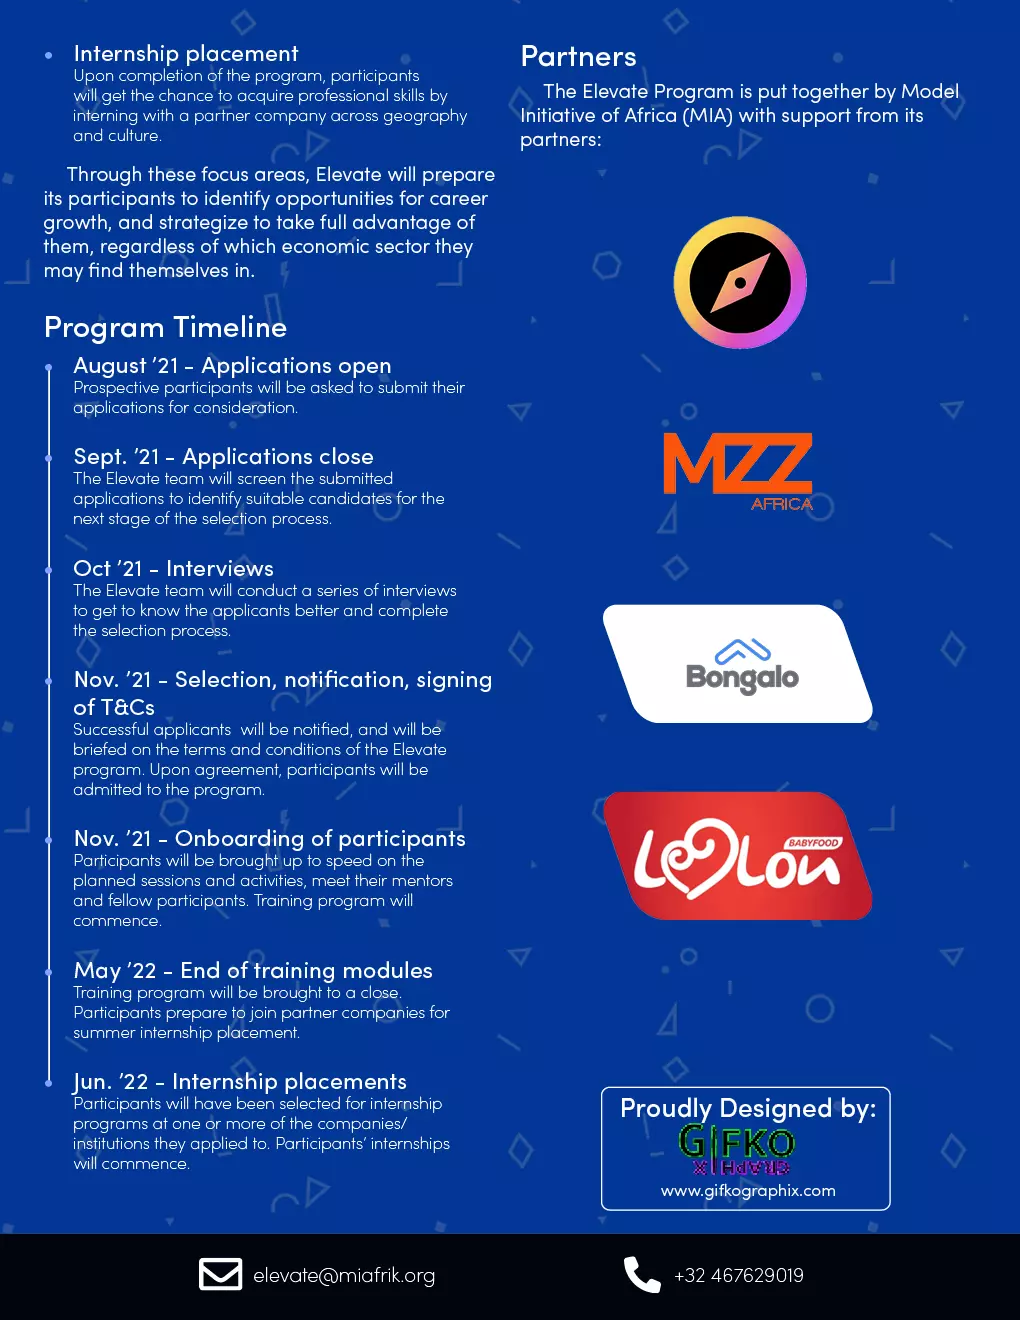 Internship placement
Upon completion of the program, participants
will get the chance to acquire professional skills by
interning with a partner company across geography
and culture.
Through these focus areas, Elevate will prepare
its participants to identify opportunities for career
growth, and strategize to take full advantage of
them, regardless of which economic sector they
may find themselves in.
Program Timeline
August ’21 - Applications open
Prospective participants will be asked to submit their
applications for consideration.
Sept. ’21 - Applications close
The Elevate team will screen the submitted
applications to identify suitable candidates for the
next stage of the selection process.
Oct ’21 - Interviews
The Elevate team will conduct a series of interviews
to get to know the applicants better and complete
the selection process.
Nov. ’21 - Selection, notification, signing
of T&Cs
Successful applicants  will be notified, and will be
briefed on the terms and conditions of the Elevate
program. Upon agreement, participants will be
admitted to the program.
Nov. ’21 - Onboarding of participants
Participants will be brought up to speed on the
planned sessions and activities, meet their mentors
and fellow participants. Training program will
commence.
May ’22 - End of training modules
Training program will be brought to a close.
Participants prepare to join partner companies for
summer internship placement.
Jun. ’22 - Internship placements
Participants will have been selected for internship
programs at one or more of the companies/
institutions they applied to. Participants’ internships
will commence.
Partners
The Elevate Program is put together by Model
Initiative of Africa (MIA) with support from its
partners:
MZZ
AFRICA
Bongalo
BABYFOOD
LeeLou
Proudly Designed by:
GIFKO
GRAPHIX
www.gifkographix.com
elevate@miafrik.org
+32 467629019